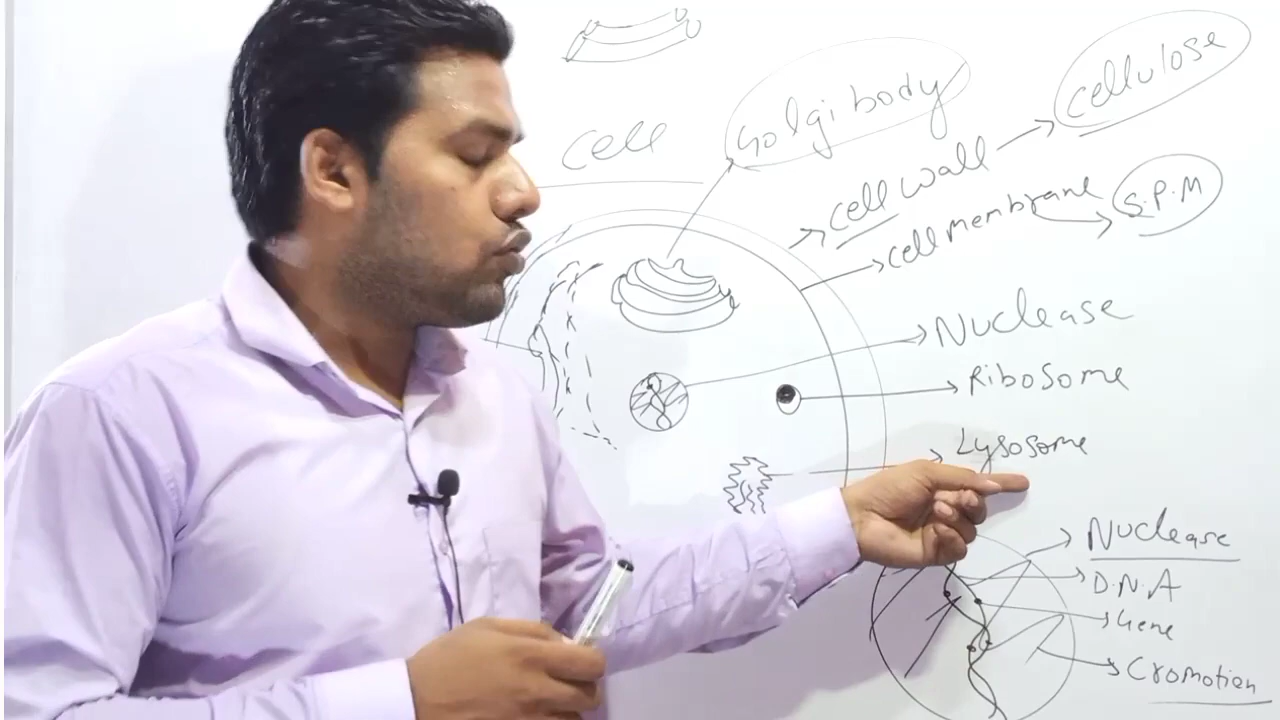 Cell
Golgi body
cell wall
cellulose
cell membrane
S.P.M
Nuclease
Ribosome
Lysosome
Nuclease
D.N.A
Gene
Cromotien